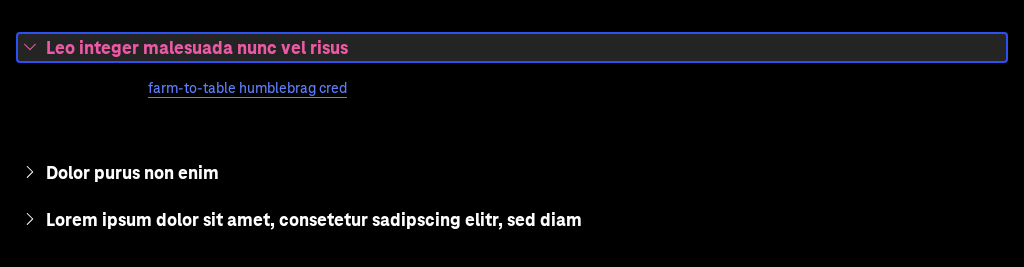 Leo integer malesuada nunc vel risus
farm-to-table humblebrag cred
Dolor purus non enim
Lorem ipsum dolor sit amet, consetetur sadipscing elitr, sed diam